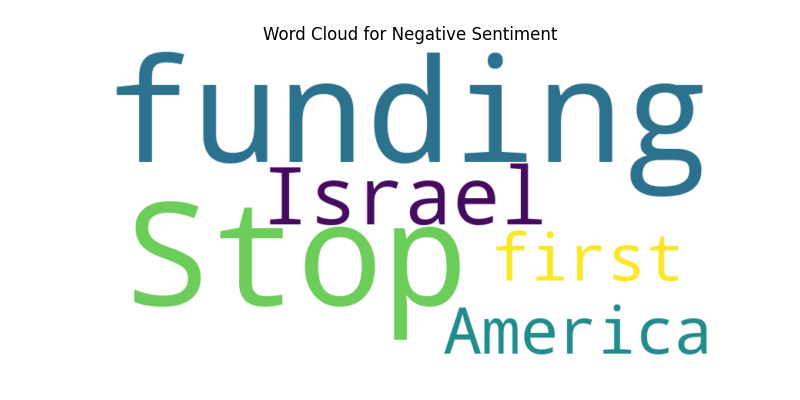 Word Cloud for Negative Sentiment
funding
Israel
Stop
first
America